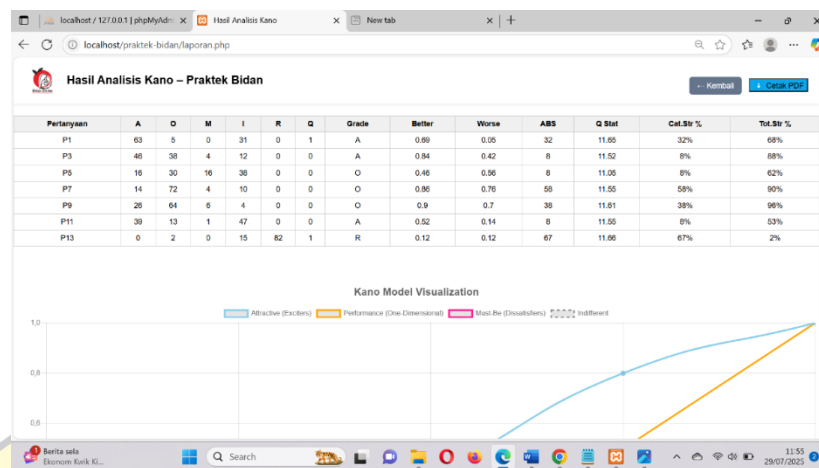 localhost / 127.0.0.1 | phpMyAdm
Hasil Analisis Kano
New tab
localhost/praktek-bidan/laporan.php
Hasil Analisis Kano – Praktek Bidan
← Kembali
Cetak PDF
Pertanyaan A O M I R Q Grade Better Worse ABS Q Stat Cat.Str % Tot.Str %
P1 63 5 0 31 0 1 A 0.69 0.05 32 11.65 32% 68%
P3 46 38 4 12 0 0 A 0.84 0.42 8 11.52 8% 88%
P5 16 30 16 38 0 0 O 0.46 0.56 8 11.05 8% 62%
P7 14 72 4 10 0 0 O 0.86 0.76 58 11.55 58% 90%
P9 26 64 6 4 0 0 O 0.9 0.7 38 11.61 38% 96%
P11 39 13 1 47 0 0 A 0.52 0.14 8 11.55 8% 53%
P13 0 2 0 15 82 1 R 0.12 0.12 67 11.66 67% 2%
Kano Model Visualization
Attractive (Exciters) Performance (One-Dimensional) Must-Be (Dissatisfiers) Indifferent
1,0
0,8
0,6
Berita sela
Ekonom Kwik Ki...
Search
11:55
29/07/2025